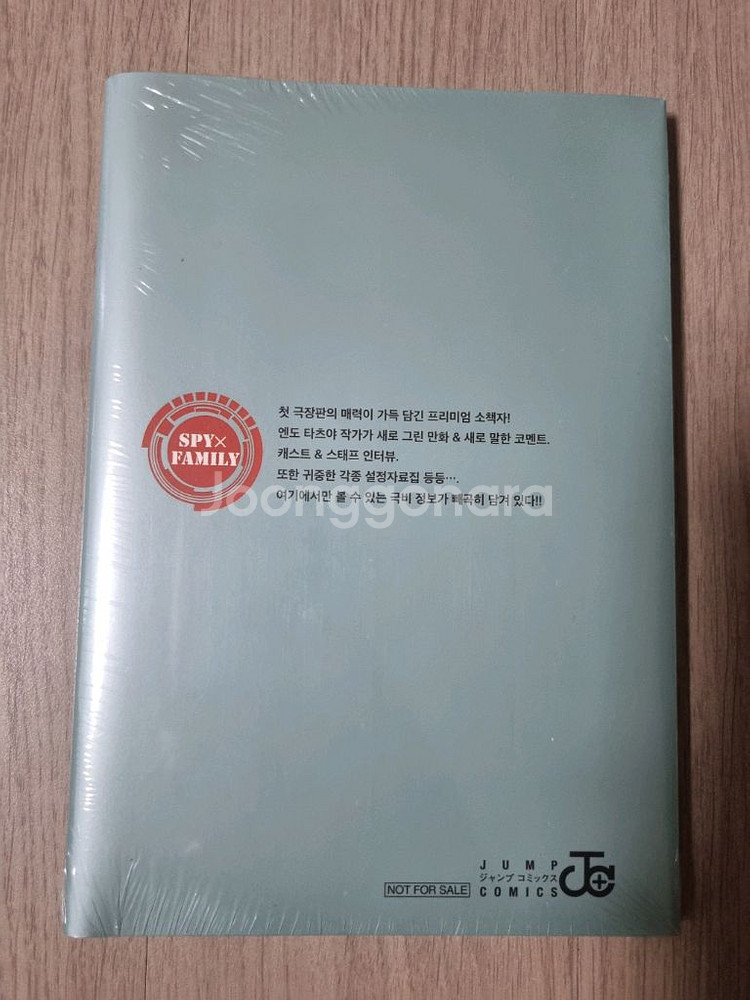 SPY×
FAMILY
첫 극장판의 매력이 가득 담긴 프리미엄 소책자!
엔도 타츠야 작가가 새로 그린 만화 & 새로 말한 코멘트.
캐스트 & 스태프 인터뷰.
또한 귀중한 각종 설정자료집 등등….
여기에서만 볼 수 있는 극비 정보가 빼곡히 담겨 있다!!
Joonggonara
NOT FOR SALE
JUMP
ジャンプ コミックス
COMICS